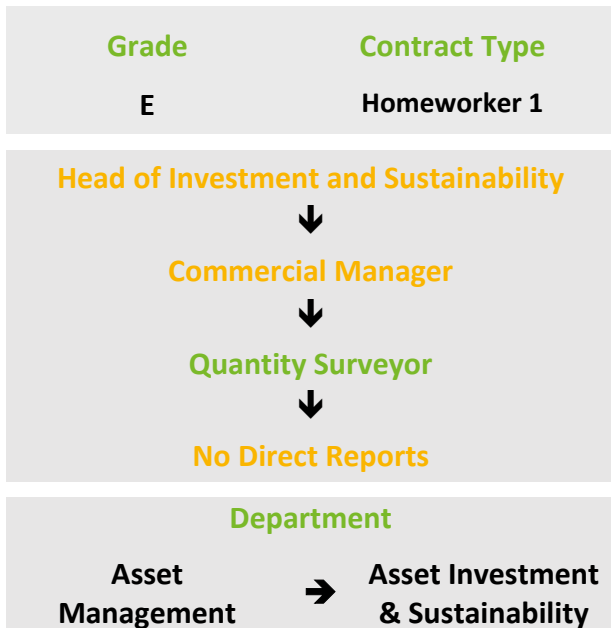 Grade Contract Type
E Homeworker 1
Head of Investment and Sustainability
Commercial Manager
Quantity Surveyor
No Direct Reports
Department
Asset Asset Investment
Management & Sustainability